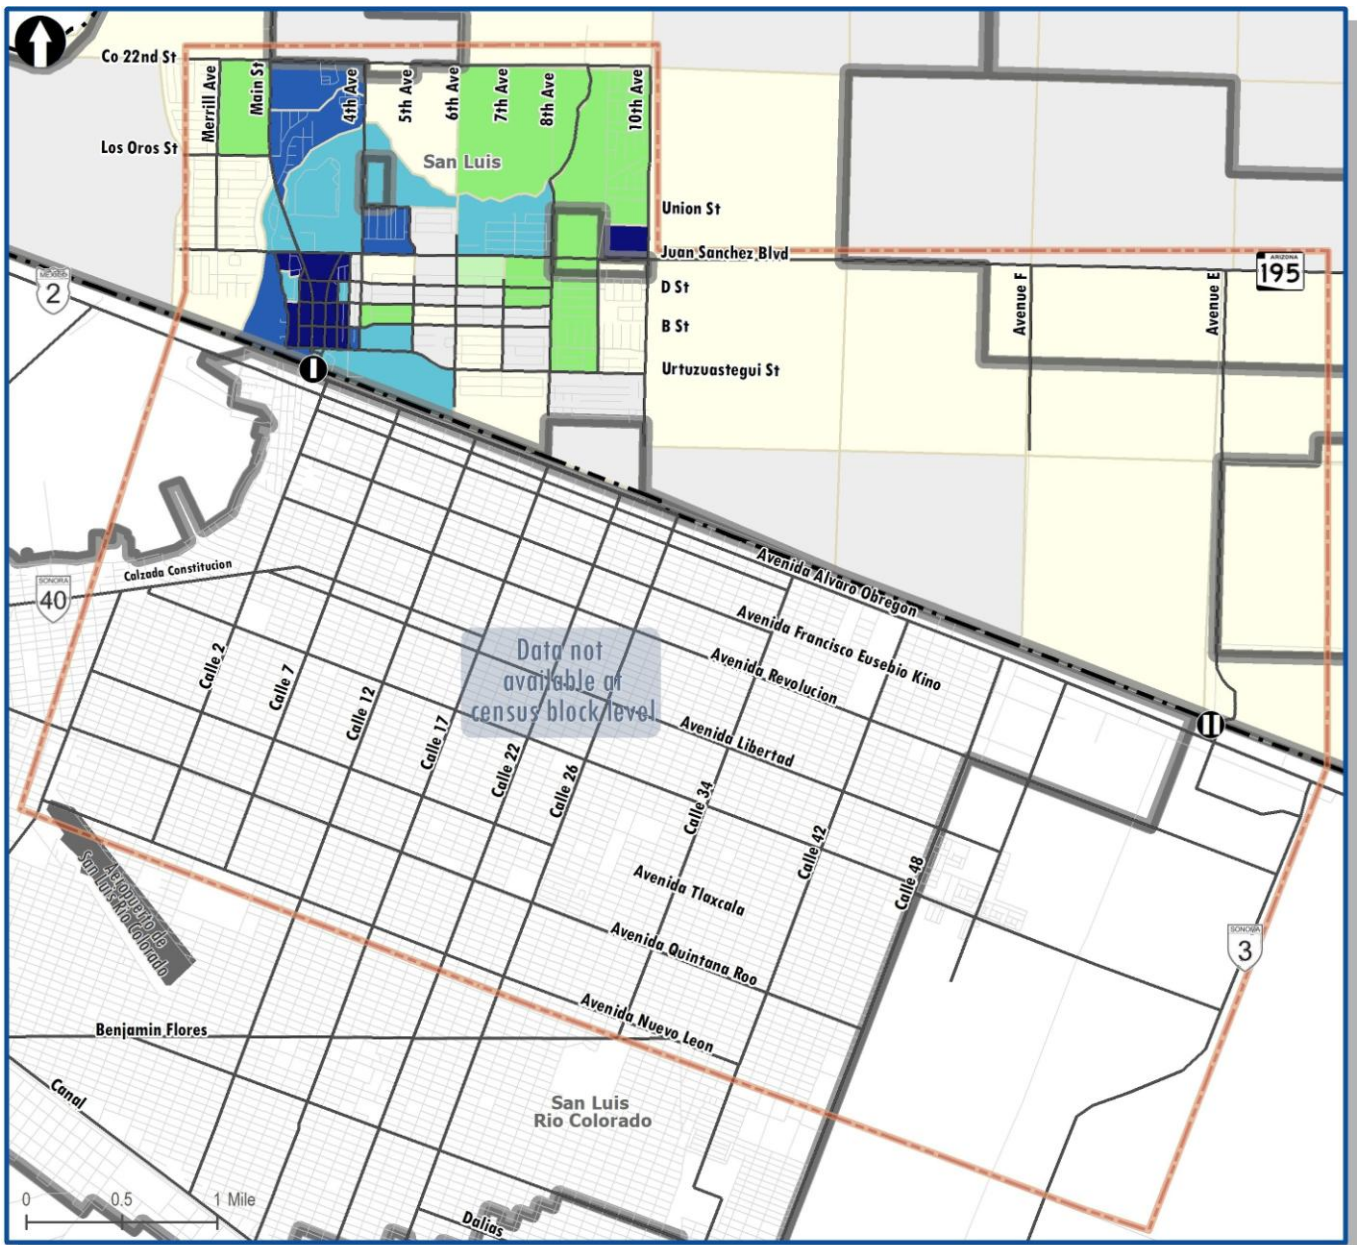 Co 22nd St
Merrill Ave
Main St
4th Ave
5th Ave
6th Ave
7th Ave
8th Ave
10th Ave
Los Oros St
San Luis
Union St
Juan Sanchez Blvd
ARIZONA
195
MEXICO
2
D St
Avenue F
Avenue E
B St
Urtuzuastegui St
I
Avenida Alvaro Obregon
Calzada Constitucion
SONORA
40
Avenida Francisco Eusebio Kino
Data not
available at
census block level
Avenida Revolucion
Calle 2
Calle 7
Calle 12
Calle 17
Calle 22
Calle 26
Avenida Libertad
II
Calle 34
Calle 42
Calle 48
Aeropuerto de
San Luis Rio Colorado
Avenida Tlaxcala
Avenida Quintana Roo
SONORA
3
Avenida Nuevo Leon
Benjamin Flores
Canal
San Luis
Rio Colorado
0 0.5 1 Mile
Dalias